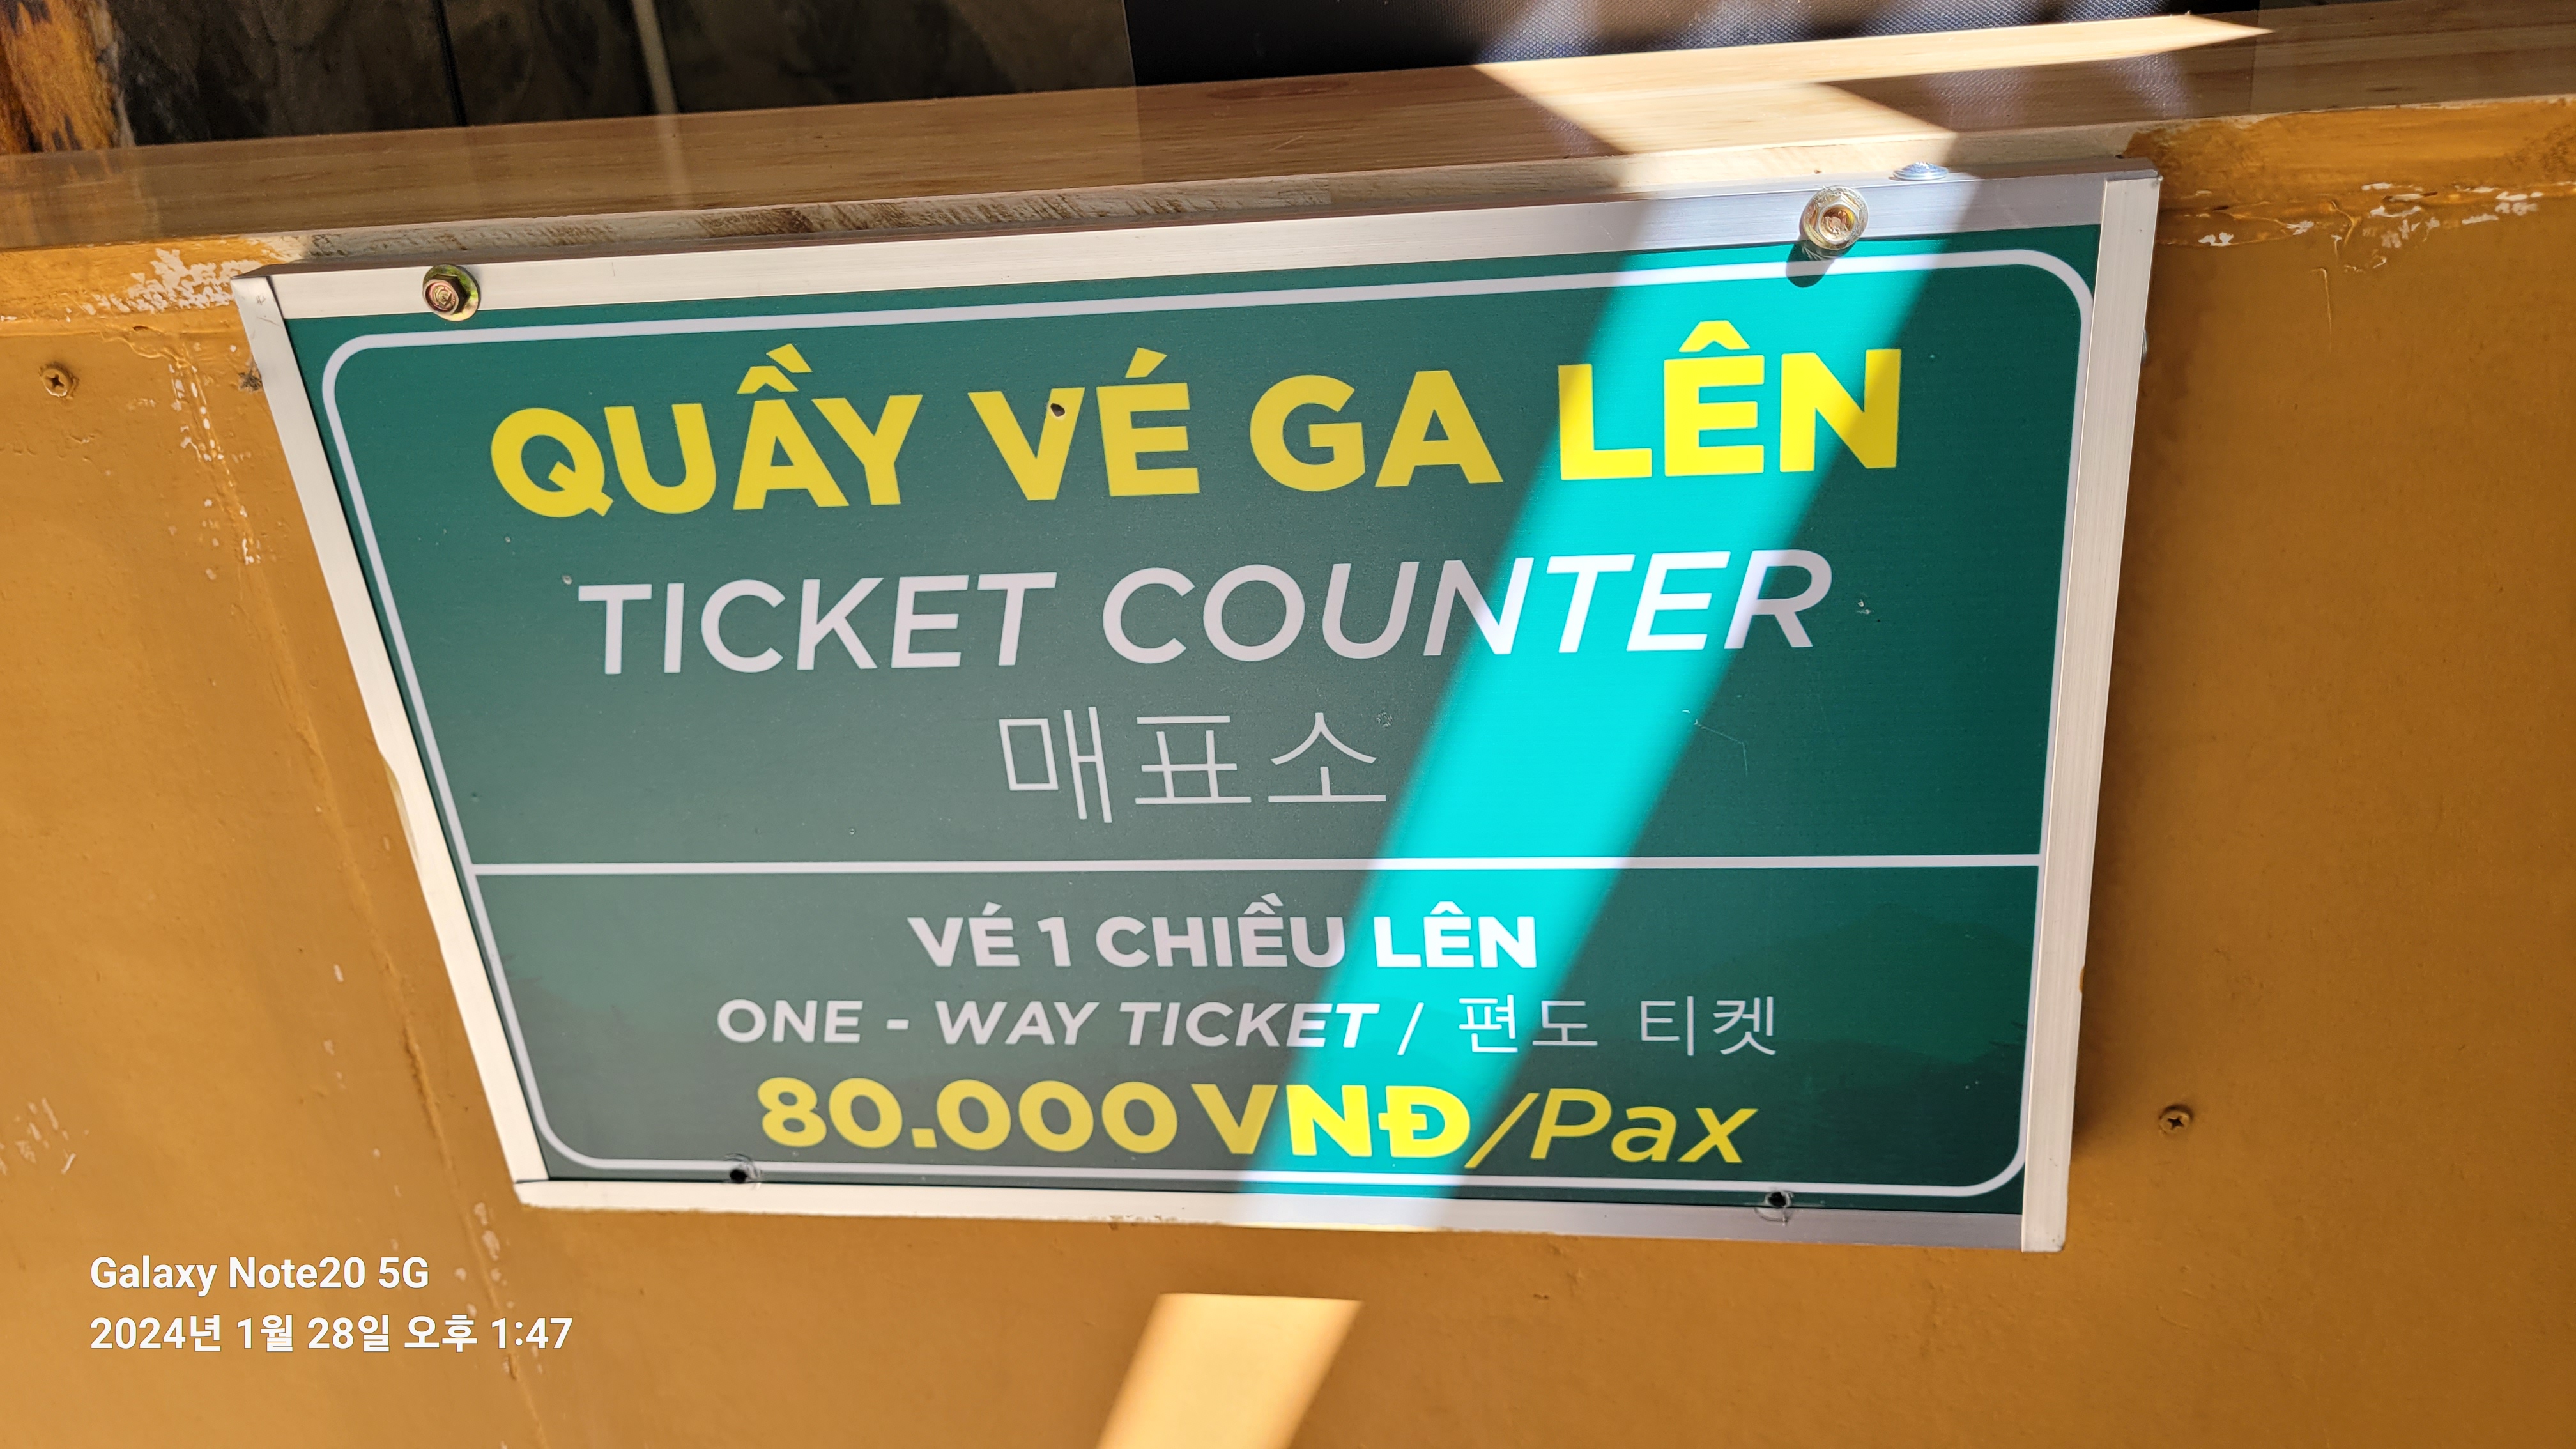 QUẦY VÉ GA LÊN
TICKET COUNTER
매표소
VÉ 1 CHIỀU LÊN
ONE - WAY TICKET / 편도 티켓
80.000 VNĐ/Pax
Galaxy Note20 5G
2024년 1월 28일 오후 1:47